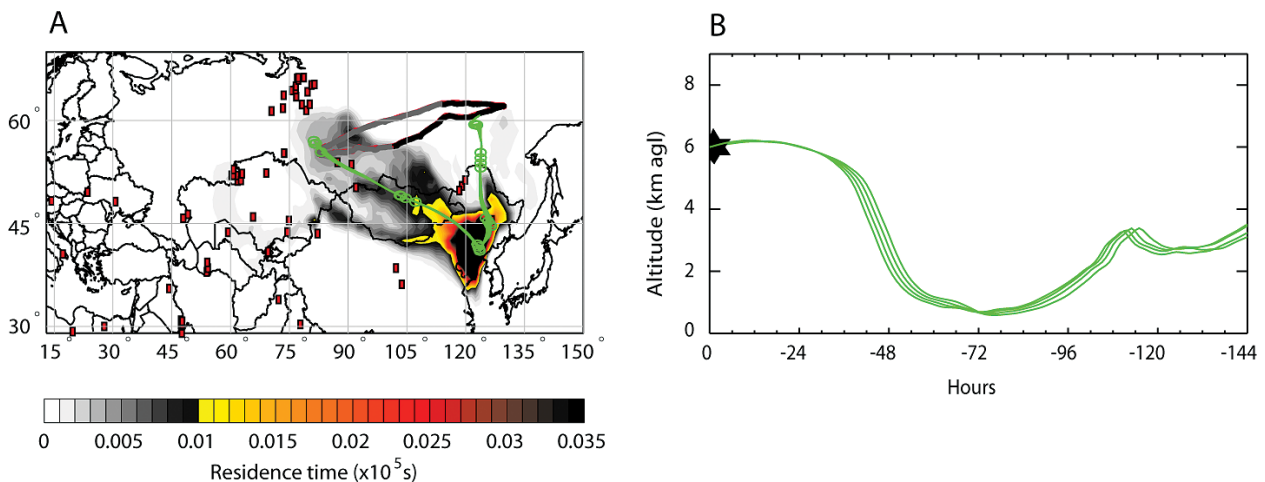 A
60°
45°
30°
15° 30° 45° 60° 75° 90° 105° 120° 135° 150°
0 0.005 0.01 0.015 0.02 0.025 0.03 0.035
Residence time (x10⁵s)
B
Altitude (km agl)
8
6
4
2
0
0 -24 -48 -72 -96 -120 -144
Hours